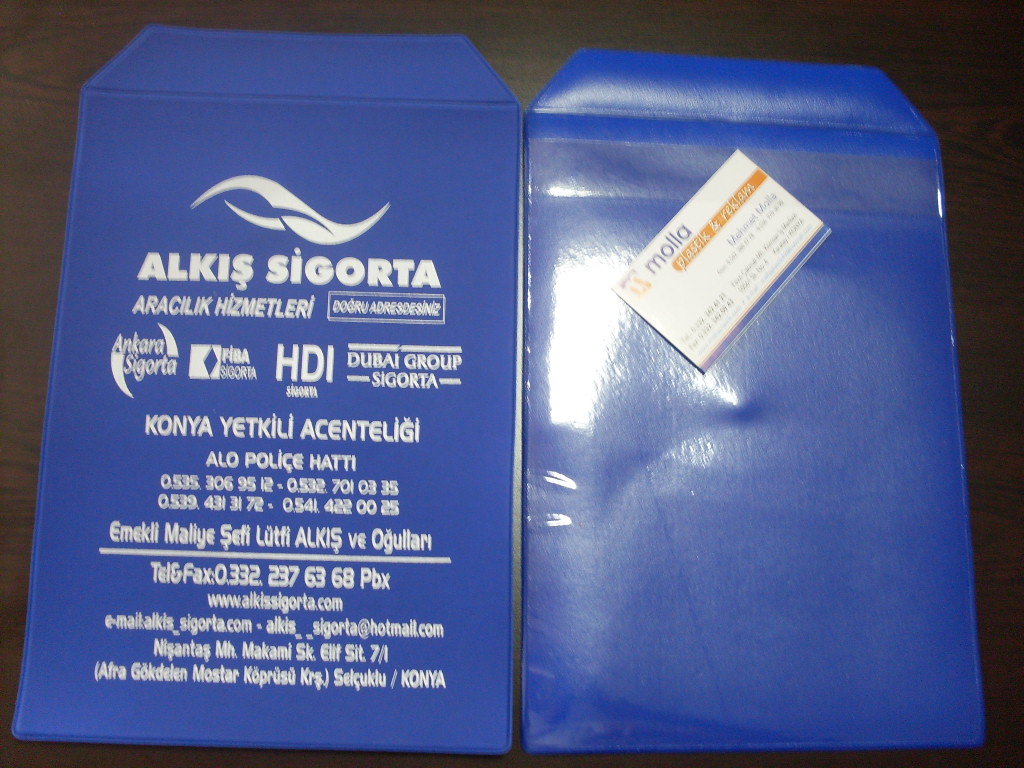 ALKIŞ SİGORTA
ARACILIK HİZMETLERİ DOĞRU ADRESDESİNİZ
Ankara Sigorta
FİBA SİGORTA
HDI SİGORTA
DUBAİ GROUP SİGORTA
KONYA YETKİLİ ACENTELİĞİ
ALO POLİÇE HATTI
0.535. 306 95 12 - 0.532. 701 03 35
0.539. 431 31 72 - 0.541. 422 00 25
Emekli Maliye Şefi Lütfi ALKIŞ ve Oğulları
Tel&Fax:0.332. 237 63 68 Pbx
www.alkissigorta.com
e-mail:alkis_sigorta.com - alkis_ _sigorta@hotmail.com
Nişantaş Mh. Makami Sk. Elif Sit. 7/1
(Afra Gökdelen Mostar Köprüsü Krş.) Selçuklu / KONYA
molla
plastik & reklam
Mehmet Molla